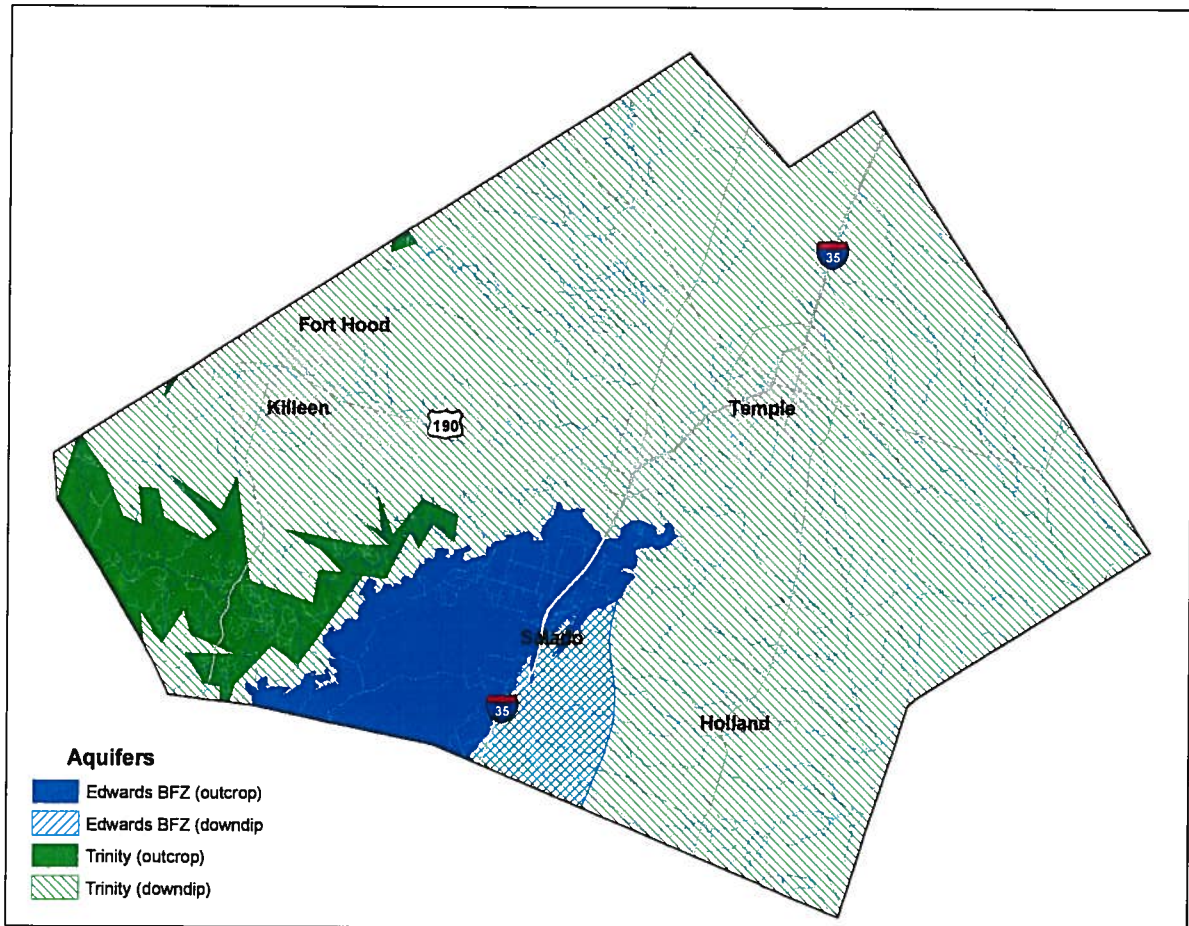 35
Fort Hood
Killeen
190
Temple
Salado
35
Holland
Aquifers
Edwards BFZ (outcrop)
Edwards BFZ (downdip
Trinity (outcrop)
Trinity (downdip)